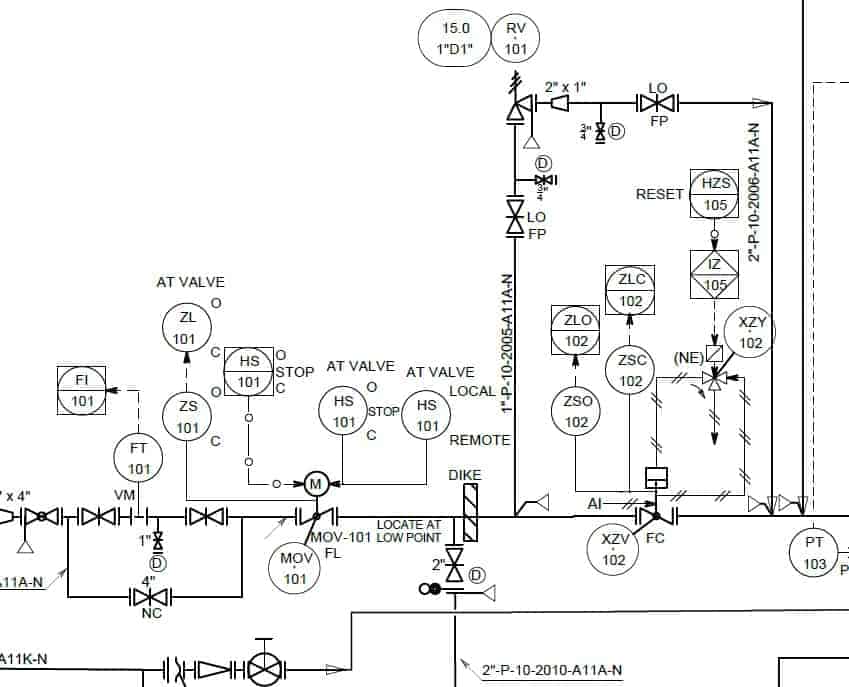 15.0
1"D1"
RV
101
2" x 1"
LO
FP
3/4"
D
D
3/4"
LO
FP
RESET
HZS
105
IZ
105
2"-P-10-2006-A11A-N
1"-P-10-2005-A11A-N
ZLC
102
ZLO
102
XZY
102
(NE)
ZSC
102
ZSO
102
AT VALVE
ZL
101
O
C
HS
101
O
STOP
C
AT VALVE
HS
101
O
STOP
C
AT VALVE
HS
101
LOCAL
REMOTE
FI
101
ZS
101
O
C
FT
101
VM
M
DIKE
AI
" x 4"
1"
D
MOV-101
FL
MOV
101
LOCATE AT
LOW POINT
2"
D
XZV
102
FC
PT
103
P
A11A-N
4"
NC
A11K-N
2"-P-10-2010-A11A-N